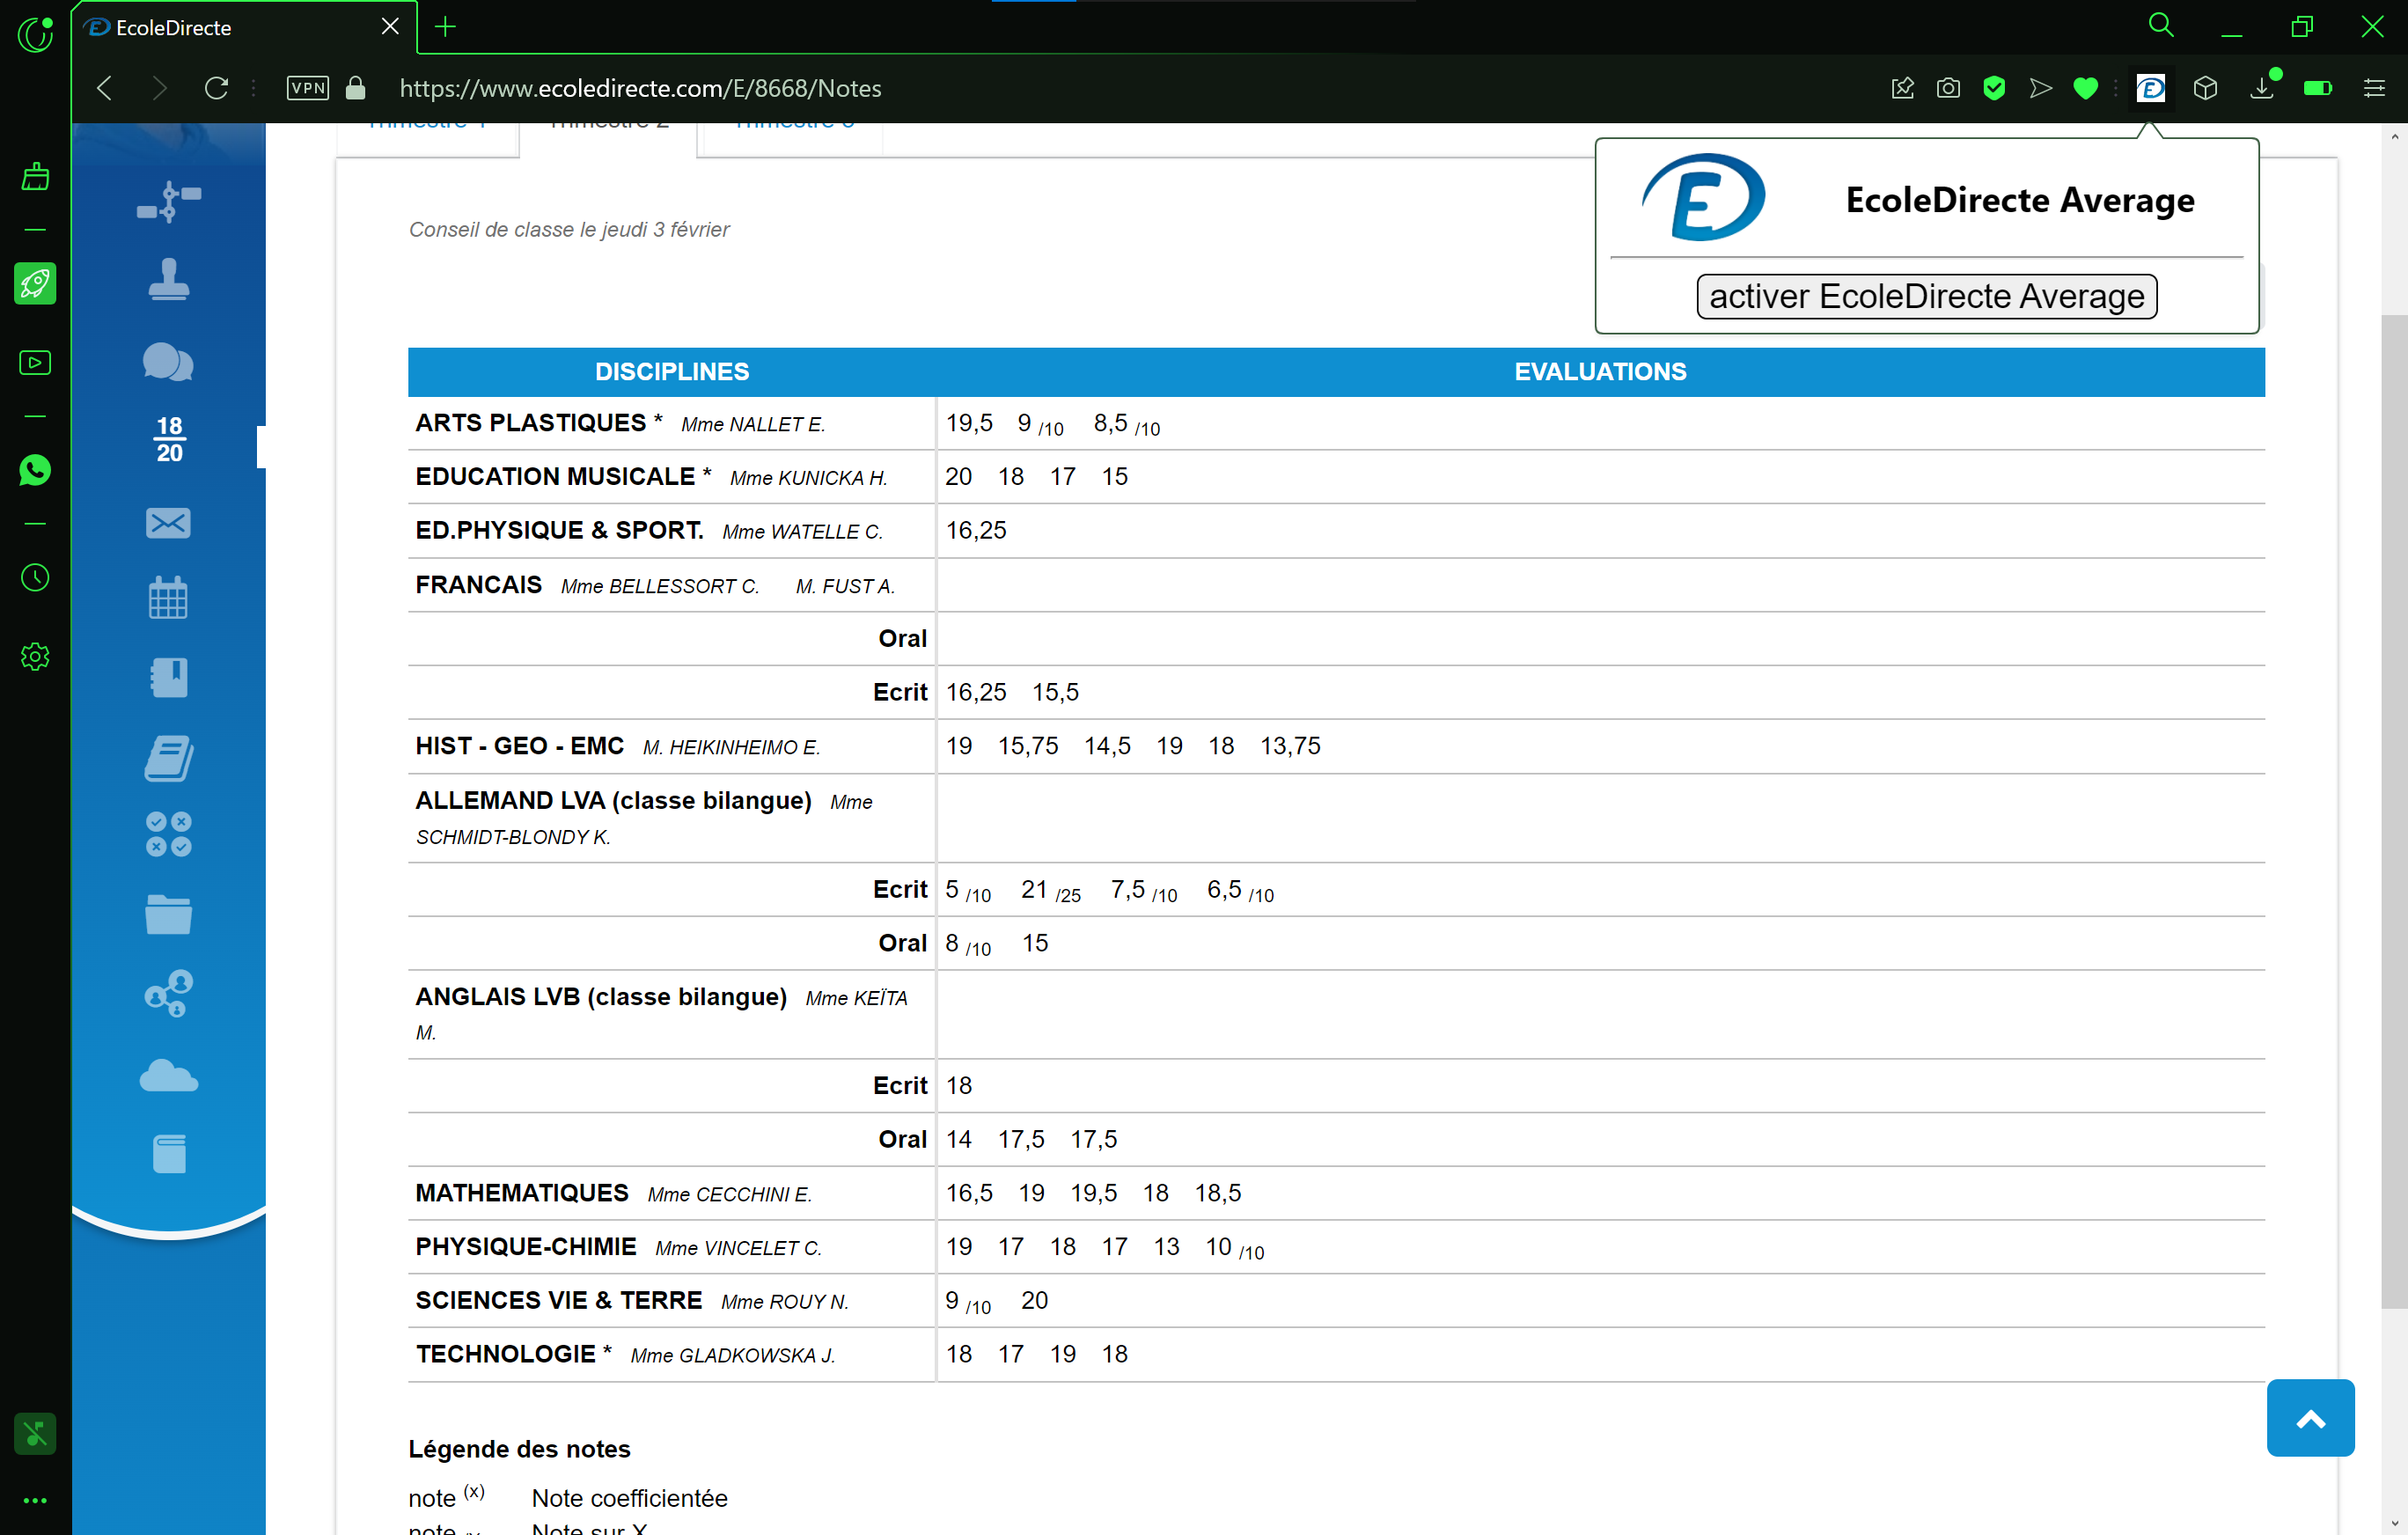 EcoleDirecte
VPN https://www.ecoledirecte.com/E/8668/Notes
Trimestre 1 Trimestre 2 Trimestre 3
EcoleDirecte Average
activer EcoleDirecte Average
Conseil de classe le jeudi 3 février
18
20
DISCIPLINES EVALUATIONS
ARTS PLASTIQUES * Mme NALLET E. 19,5 9 /10 8,5 /10
EDUCATION MUSICALE * Mme KUNICKA H. 20 18 17 15
ED.PHYSIQUE & SPORT. Mme WATELLE C. 16,25
FRANCAIS Mme BELLESSORT C. M. FUST A.
Oral
Ecrit 16,25 15,5
HIST - GEO - EMC M. HEIKINHEIMO E. 19 15,75 14,5 19 18 13,75
ALLEMAND LVA (classe bilangue) Mme
SCHMIDT-BLONDY K.
Ecrit 5 /10 21 /25 7,5 /10 6,5 /10
Oral 8 /10 15
ANGLAIS LVB (classe bilangue) Mme KEÏTA
M.
Ecrit 18
Oral 14 17,5 17,5
MATHEMATIQUES Mme CECCHINI E. 16,5 19 19,5 18 18,5
PHYSIQUE-CHIMIE Mme VINCELET C. 19 17 18 17 13 10 /10
SCIENCES VIE & TERRE Mme ROUY N. 9 /10 20
TECHNOLOGIE * Mme GLADKOWSKA J. 18 17 19 18
Légende des notes
note (x) Note coefficientée
note /x Note sur X